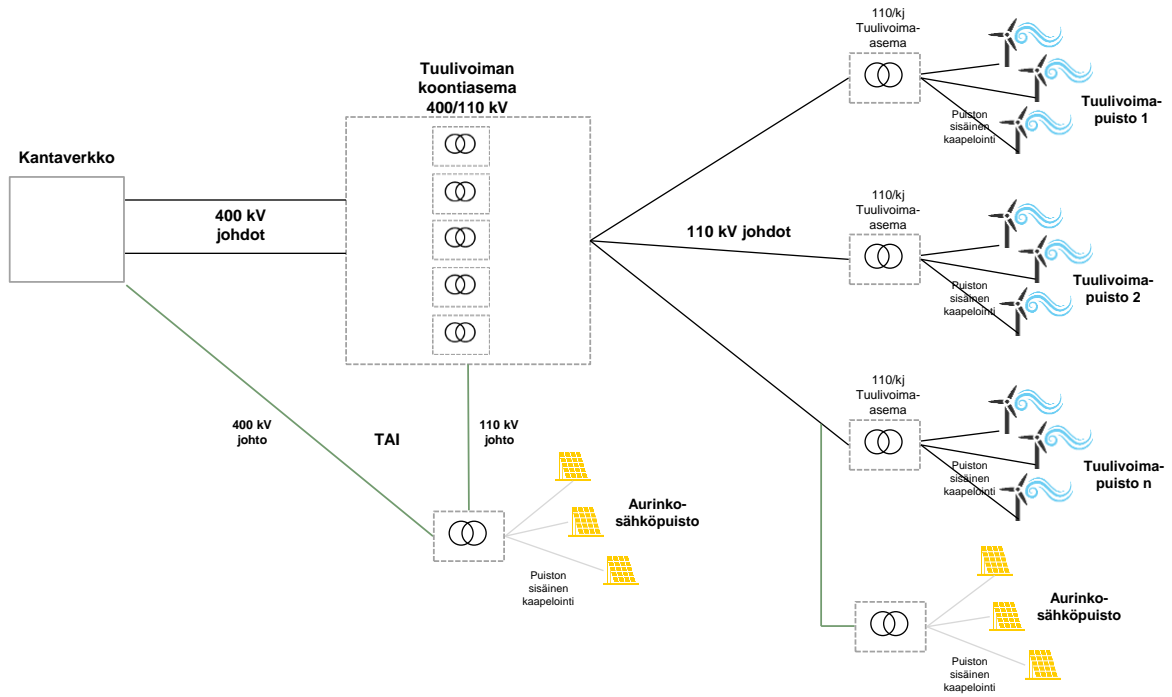 Kantaverkko
400 kV
johdot
Tuulivoiman
koontiasema
400/110 kV
110 kV johdot
110/kj
Tuulivoima-
asema
Puiston
sisäinen
kaapelointi
Tuulivoima-
puisto 1
110/kj
Tuulivoima-
asema
Puiston
sisäinen
kaapelointi
Tuulivoima-
puisto 2
110/kj
Tuulivoima-
asema
Puiston
sisäinen
kaapelointi
Tuulivoima-
puisto n
400 kV
johto
TAI
110 kV
johto
Aurinko-
sähköpuisto
Puiston
sisäinen
kaapelointi
Aurinko-
sähköpuisto
Puiston
sisäinen
kaapelointi